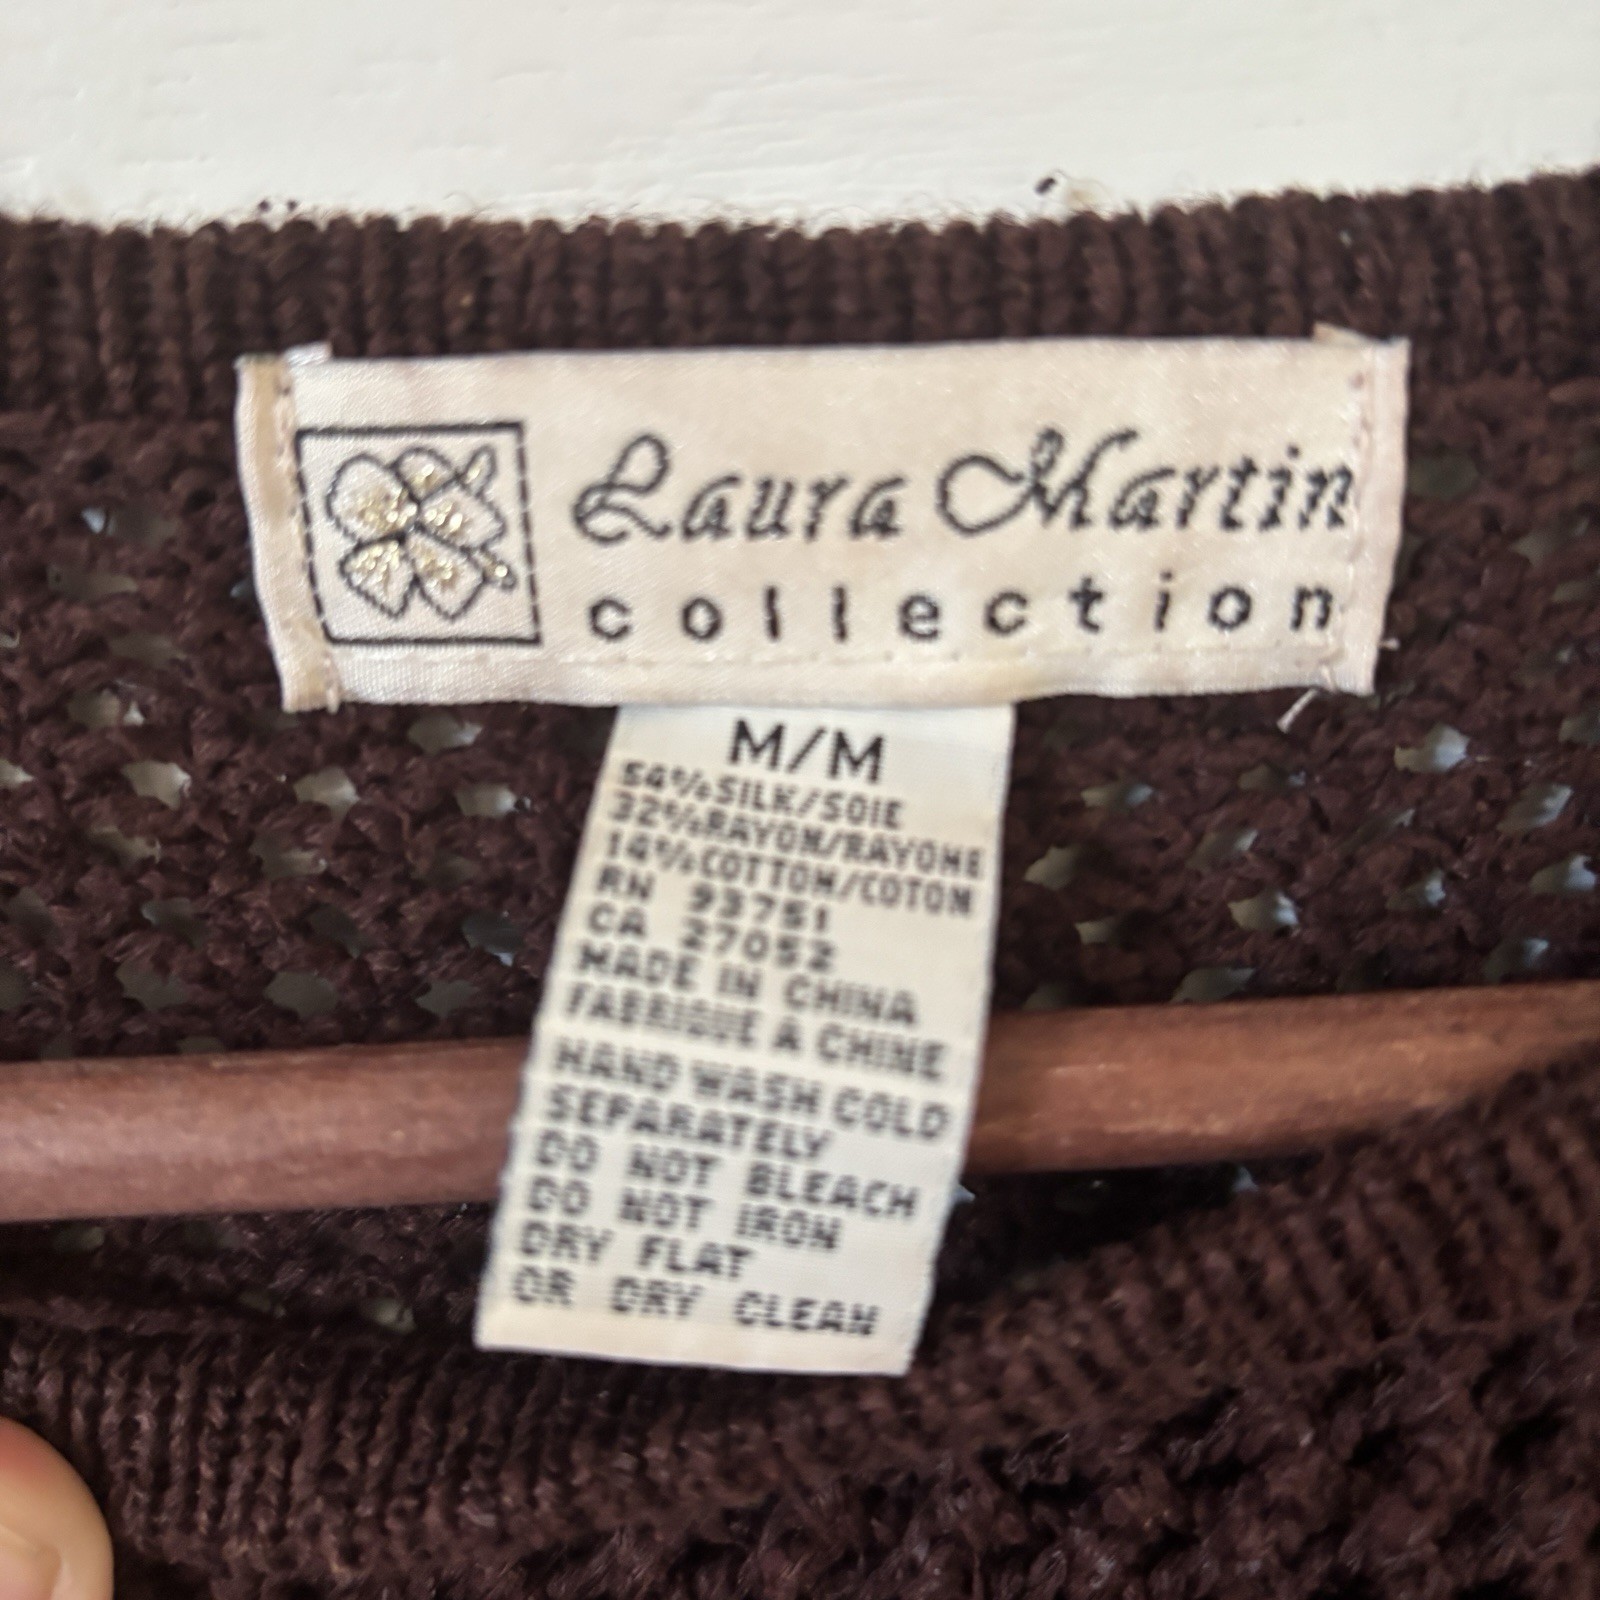 Laura Martin
collection
M/M
54%SILK/SOIE
32%RAYON/RAYONE
14%COTTON/COTON
RN 93751
CA 27052
MADE IN CHINA
FABRIQUE A CHINE
HAND WASH COLD
SEPARATELY
DO NOT BLEACH
DO NOT IRON
DRY FLAT
OR DRY CLEAN